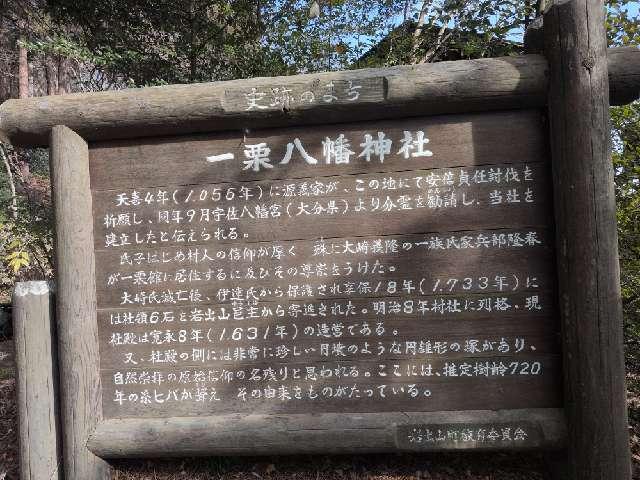 史跡のまち
一栗八幡神社
天喜4年(1.056年)に源義家が、この地にて安倍貞任討伐を
祈願し、同年9月宇佐八幡宮(大分県)より分霊を勧請し、当社を
建立したと伝えられる。
氏子はじめ村人の信仰が厚く 殊に大崎義隆の一族氏家兵部隆春
が一栗館に居住するに及びその尊崇をうけた。
大崎氏滅亡後、伊達氏から保護され享保18年(1.733年)に
は社領6石を岩出山邑主から寄進された。明治8年村社に列格・現
社殿は寛永8年(1.631年)の造営である。
又、社殿の側には非常に珍しい月坡のような円錐形の塚があり、
自然崇拝の原始信仰の名残りと思われる。ここには、推定樹齢720
年の糸ヒバが聳え その由来をものがたっている。
岩出山町教育委員会